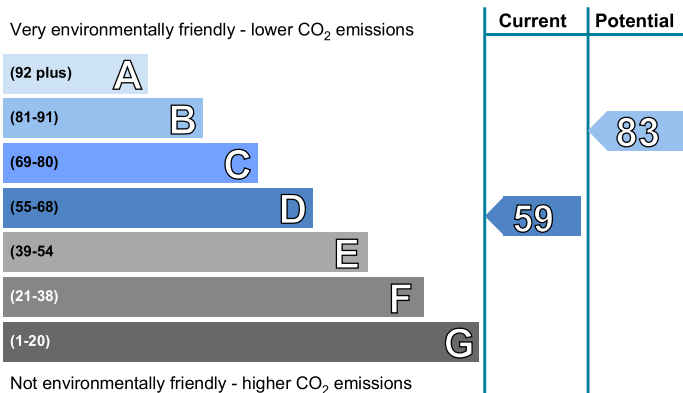 Current Potential
Very environmentally friendly - lower CO2 emissions
(92 plus) A
(81-91) B
83
(69-80) C
(55-68) D
59
(39-54 E
(21-38) F
(1-20) G
Not environmentally friendly - higher CO2 emissions